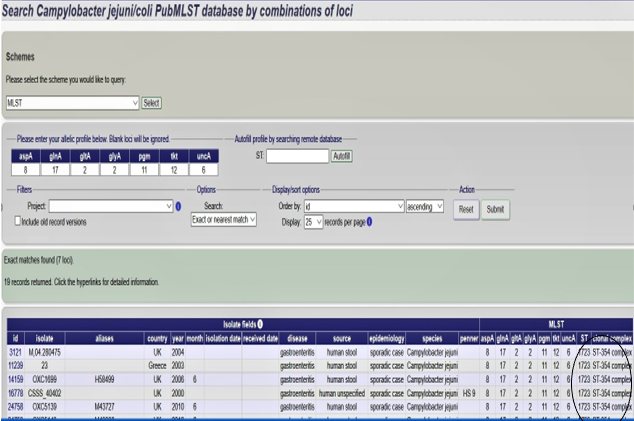 Search Campylobacter jejuni/coli PubMLST database by combinations of loci
Schemes
Please select the scheme you would like to query.
MLST Select
Please enter your allelic profile below. Blank loci will be ignored. Autofill profile by searching remote database
aspA glnA gltA glyA pgm tkt uncA
8 17 2 2 11 12 6
ST: Autofill
Filters Options Display/sort options Action
Project: Search: Order by: id ascending Reset Submit
Include old record versions Exact or nearest match Display: 25 records per page
Exact matches found (7 loci).
19 records returned. Click the hyperlinks for detailed information.
Isolate fields MLST
id isolate aliases country year month isolation date received date disease source epidemiology species penner aspA glnA gltA glyA pgm tkt uncA ST clonal complex
3121 M,04 280475 UK 2004 gastroenteritis human stool sporadic case Campylobacter jejuni 8 17 2 2 11 12 6 1723 ST-354 complex
11239 23 Greece 2003 gastroenteritis human stool sporadic case Campylobacter jejuni 8 17 2 2 11 12 6 1723 ST-354 complex
14159 OXC1699 H58499 UK 2006 6 gastroenteritis human stool sporadic case Campylobacter jejuni 8 17 2 2 11 12 6 1723 ST-354 complex
16778 CSSS_40402 UK 2000 gastroenteritis human unspecified sporadic case Campylobacter jejuni HS 9 8 17 2 2 11 12 6 1723 ST-354 complex
24758 OXC5139 M43727 UK 2010 6 gastroenteritis human stool sporadic case Campylobacter jejuni 8 17 2 2 11 12 6 1723 ST-354 complex